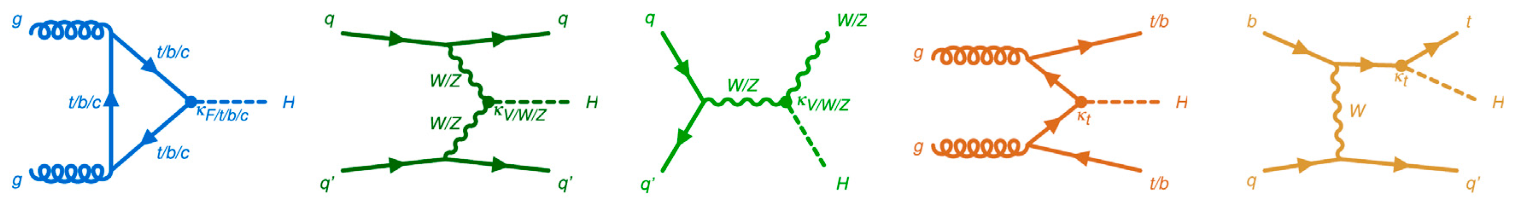 g
t/b/c
t/b/c
κF/t/b/c
H
t/b/c
g
q
q
W/Z
κV/W/Z
H
W/Z
q'
q'
q
W/Z
W/Z
κV/W/Z
q'
H
t/b
g
κt
H
g
t/b
b
t
κt
H
W
q
q'